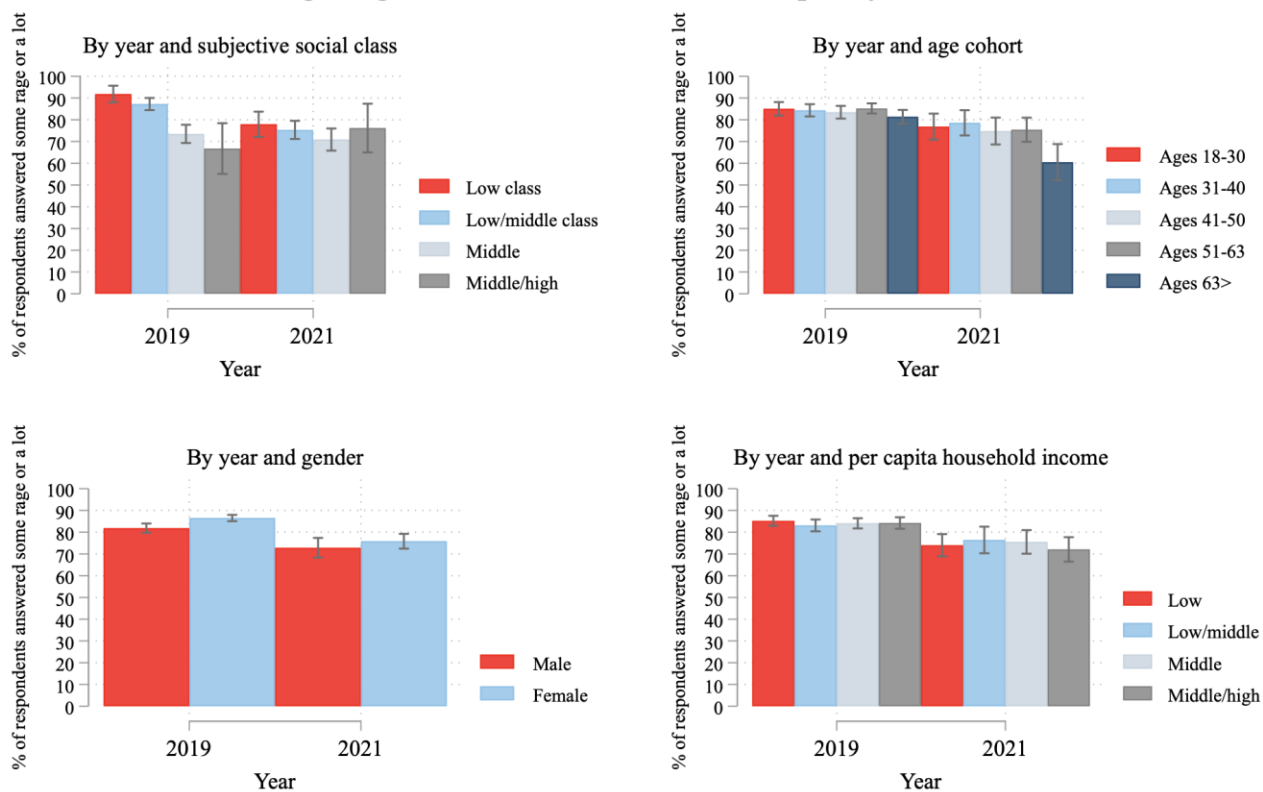 By year and subjective social class
% of respondents answered some rage or a lot
100
90
80
70
60
50
40
30
20
10
0
2019
2021
Year
Low class
Low/middle class
Middle
Middle/high
By year and age cohort
% of respondents answered some rage or a lot
100
90
80
70
60
50
40
30
20
10
0
2019
2021
Year
Ages 18-30
Ages 31-40
Ages 41-50
Ages 51-63
Ages 63>
By year and gender
% of respondents answered some rage or a lot
100
90
80
70
60
50
40
30
20
10
0
2019
2021
Year
Male
Female
By year and per capita household income
% of respondents answered some rage or a lot
100
90
80
70
60
50
40
30
20
10
0
2019
2021
Year
Low
Low/middle
Middle
Middle/high